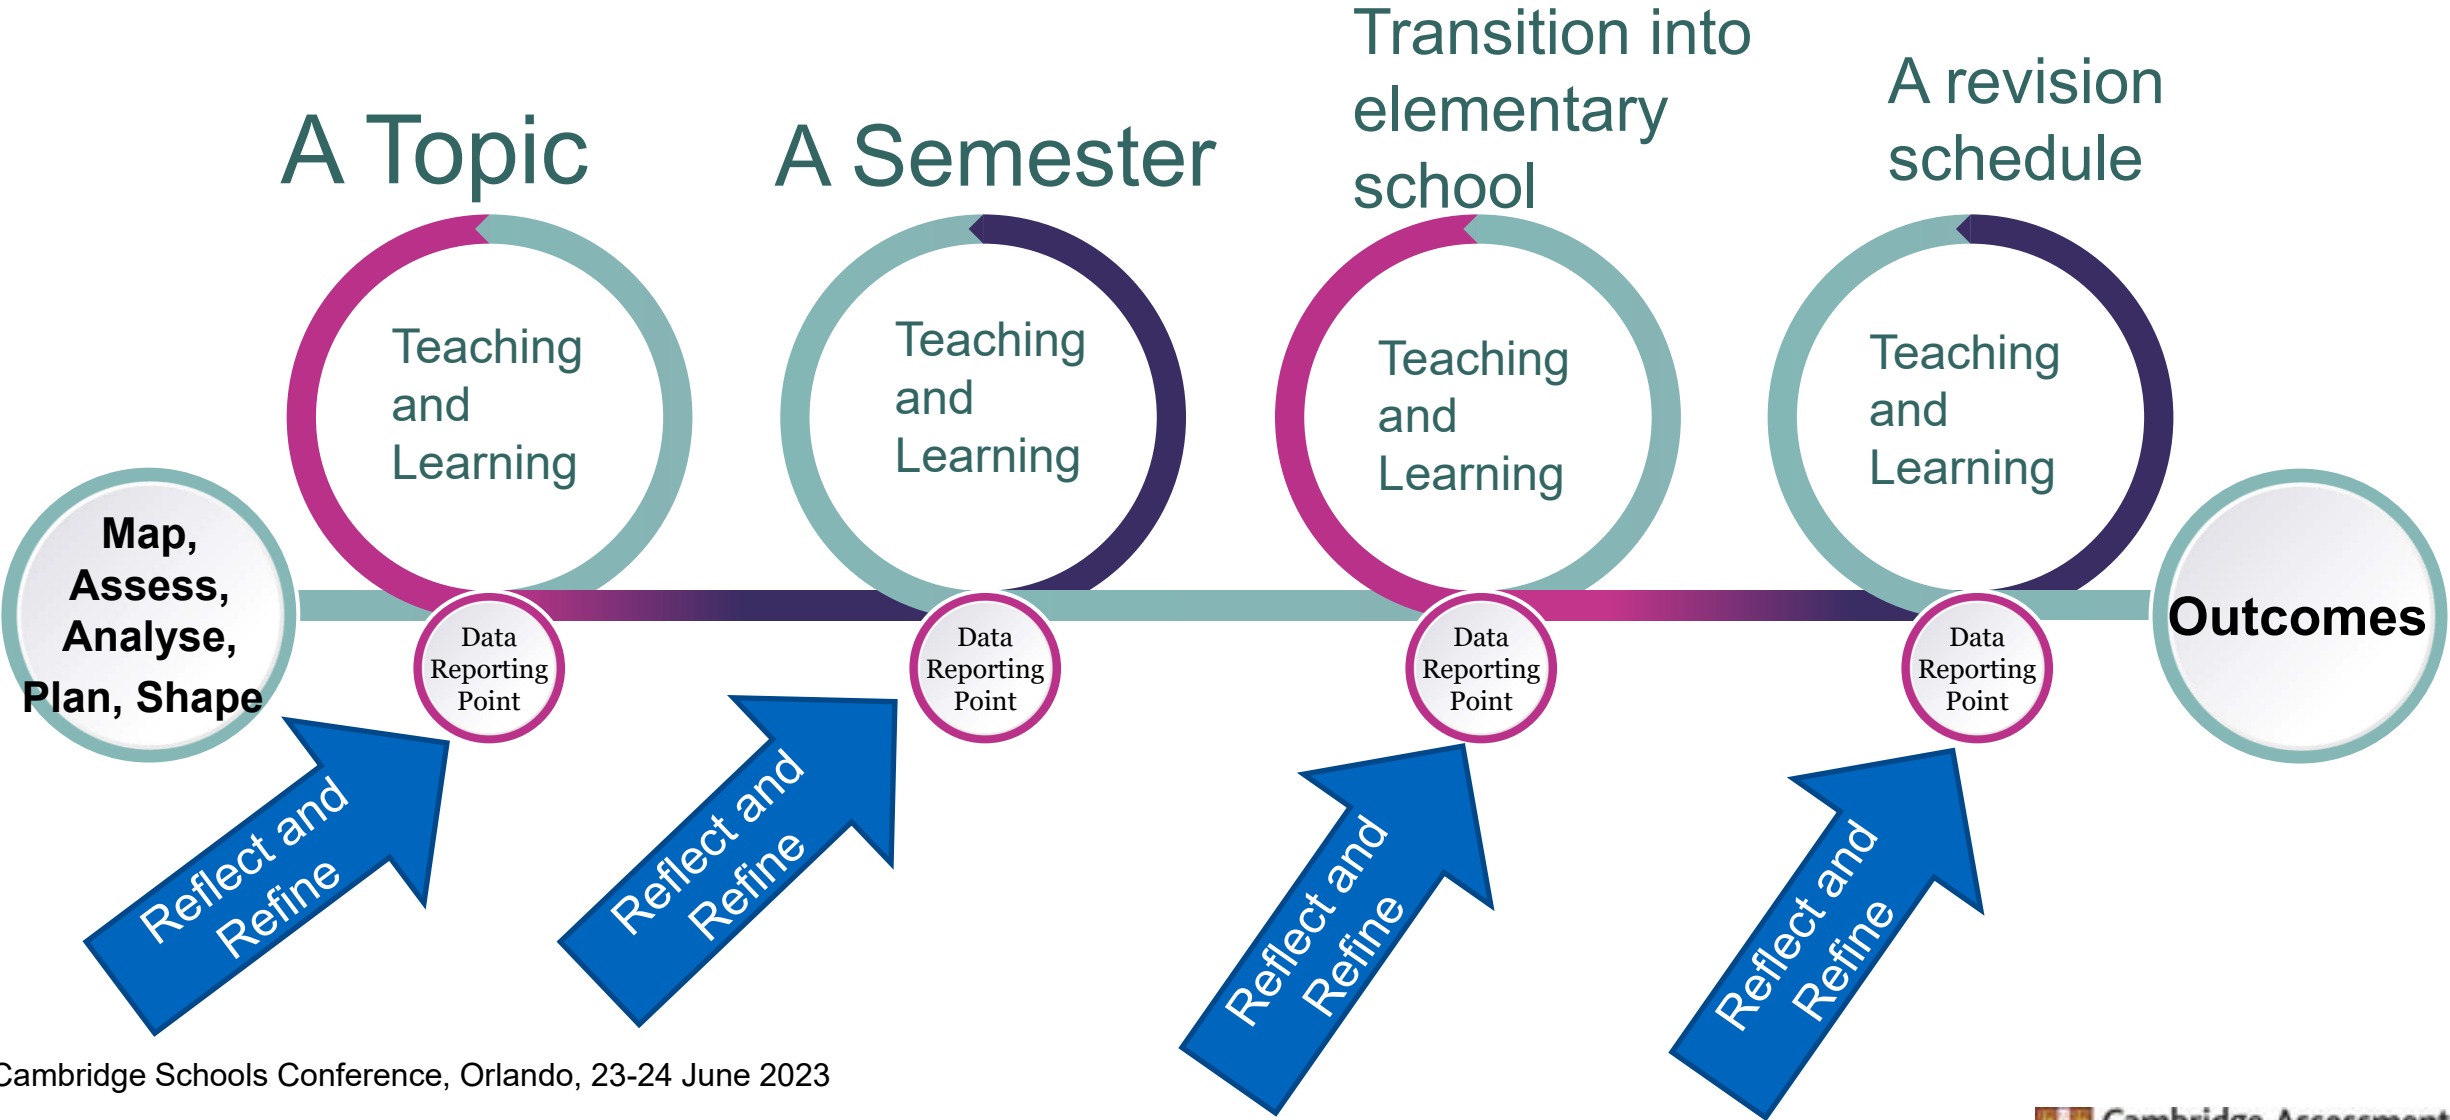 Transition into
elementary
school
A revision
schedule
A Topic
A Semester
Teaching
and
Learning
Teaching
and
Learning
Teaching
and
Learning
Teaching
and
Learning
Map,
Assess,
Analyse,
Plan, Shape
Outcomes
Data
Reporting
Point
Data
Reporting
Point
Data
Reporting
Point
Data
Reporting
Point
Reflect and
Refine
Reflect and
Refine
Reflect and
Refine
Reflect and
Refine
Cambridge Schools Conference, Orlando, 23-24 June 2023
Cambridge Assessment